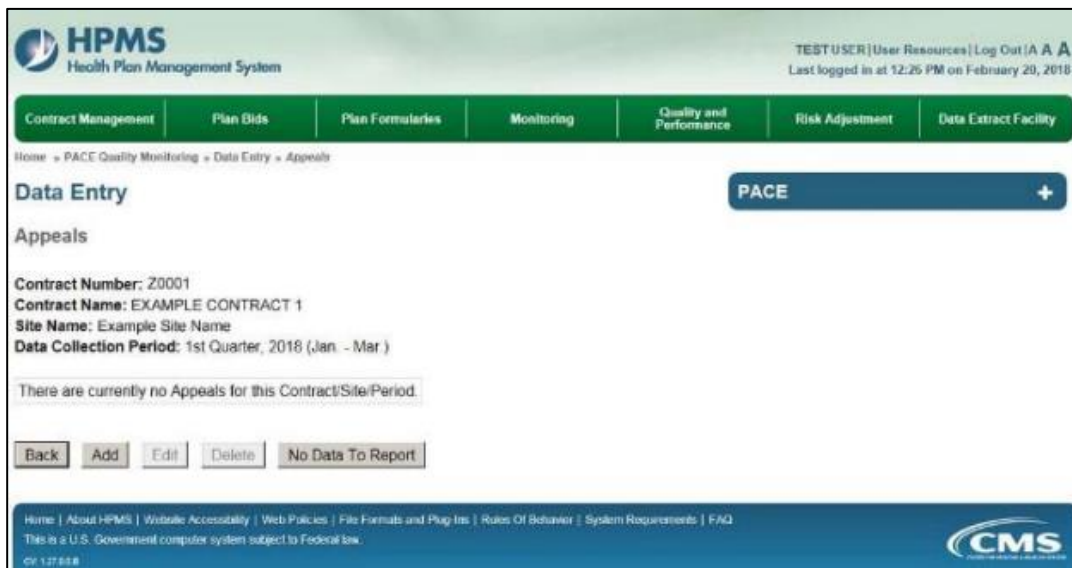 HPMS
Health Plan Management System
TEST USER | User Resources | Log Out | A A A
Last logged in at 12:25 PM on February 20, 2018
Contract Management Plan Bids Plan Formularies Monitoring Quality and Performance Risk Adjustment Data Extract Facility
Home » PACE Quality Monitoring » Data Entry » Appeals
Data Entry
PACE +
Appeals
Contract Number: Z0001
Contract Name: EXAMPLE CONTRACT 1
Site Name: Example Site Name
Data Collection Period: 1st Quarter, 2018 (Jan. - Mar.)
There are currently no Appeals for this Contract/Site/Period.
Back Add Edit Delete No Data To Report
Home | About HPMS | Website Accessibility | Web Policies | File Formats and Plug-Ins | Rules Of Behavior | System Requirements | FAQ
This is a U.S. Government computer system subject to Federal law.
CMS